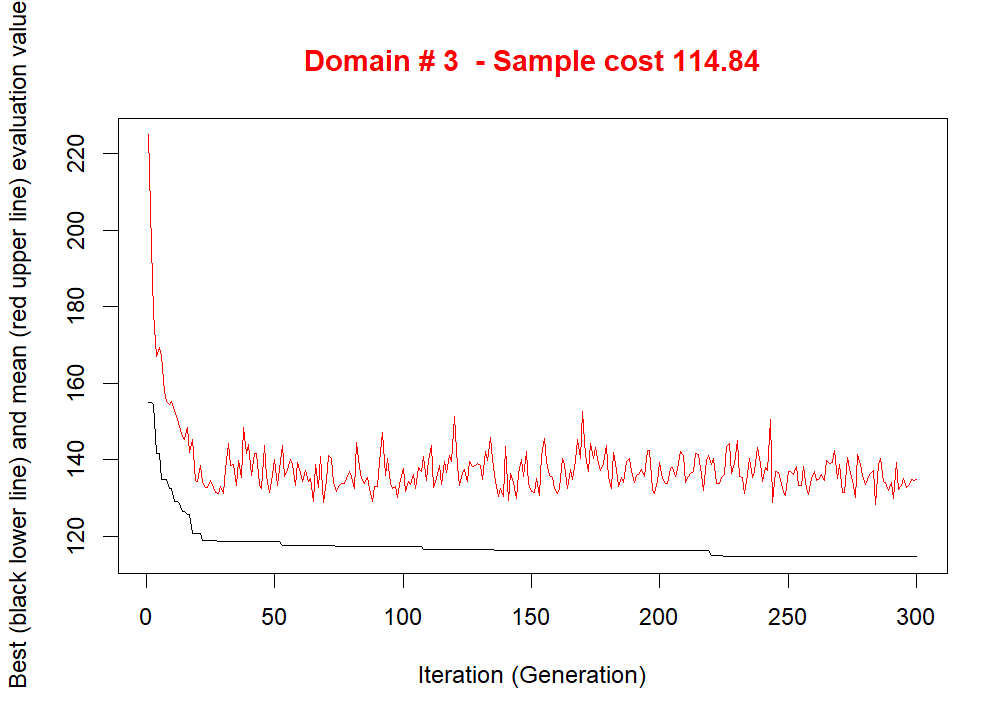 Domain # 3  - Sample cost 114.84
Best (black lower line) and mean (red upper line) evaluation value
220
200
180
160
140
120
0 50 100 150 200 250 300
Iteration (Generation)